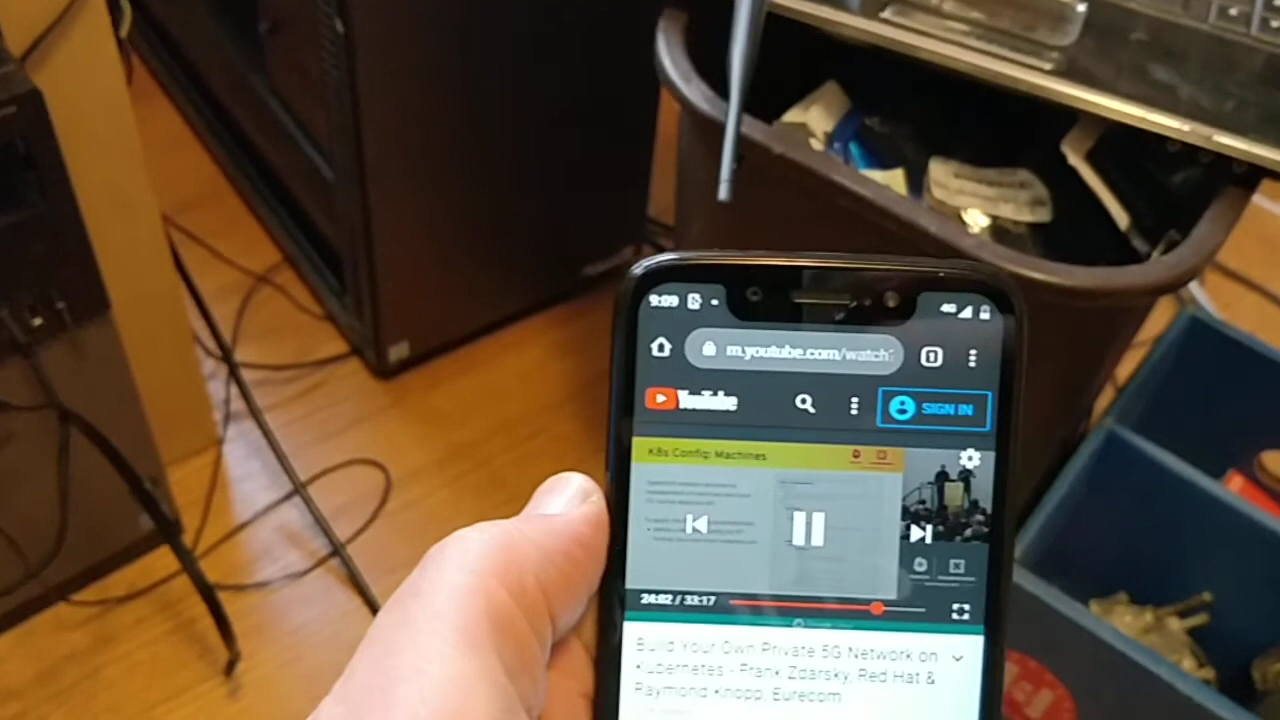 9:09
4G
m.youtube.com/watch?
1
YouTube
SIGN IN
K8s Config: Machines
24:02 / 33:17
Build Your Own Private 5G Network on
Kubernetes - Frank Zdarsky, Red Hat &
Raymond Knopp, Eurecom